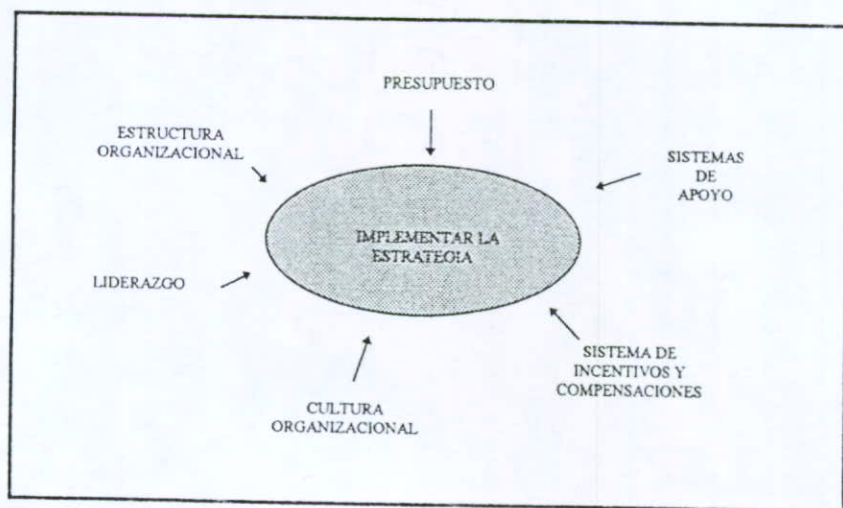 PRESUPUESTO
ESTRUCTURA
ORGANIZACIONAL
SISTEMAS
DE
APOYO
IMPLEMENTAR LA
ESTRATEGIA
LIDERAZGO
SISTEMA DE
INCENTIVOS Y
COMPENSACIONES
CULTURA
ORGANIZACIONAL